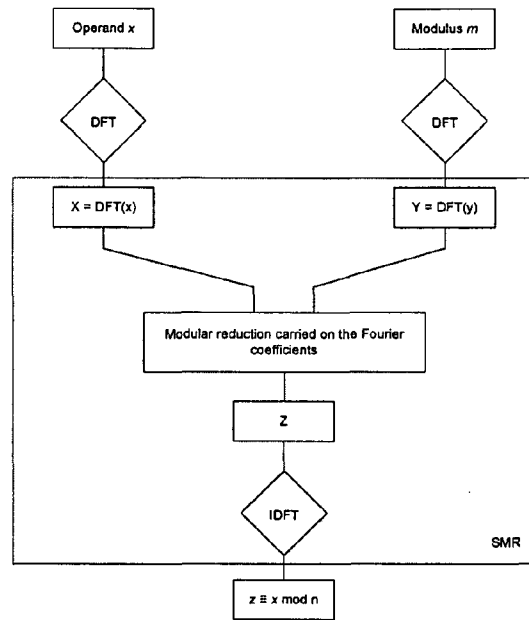 Operand x
Modulus m
DFT
DFT
X = DFT(x)
Y = DFT(y)
Modular reduction carried on the Fourier
coefficients
Z
IDFT
SMR
z ≡ x mod n